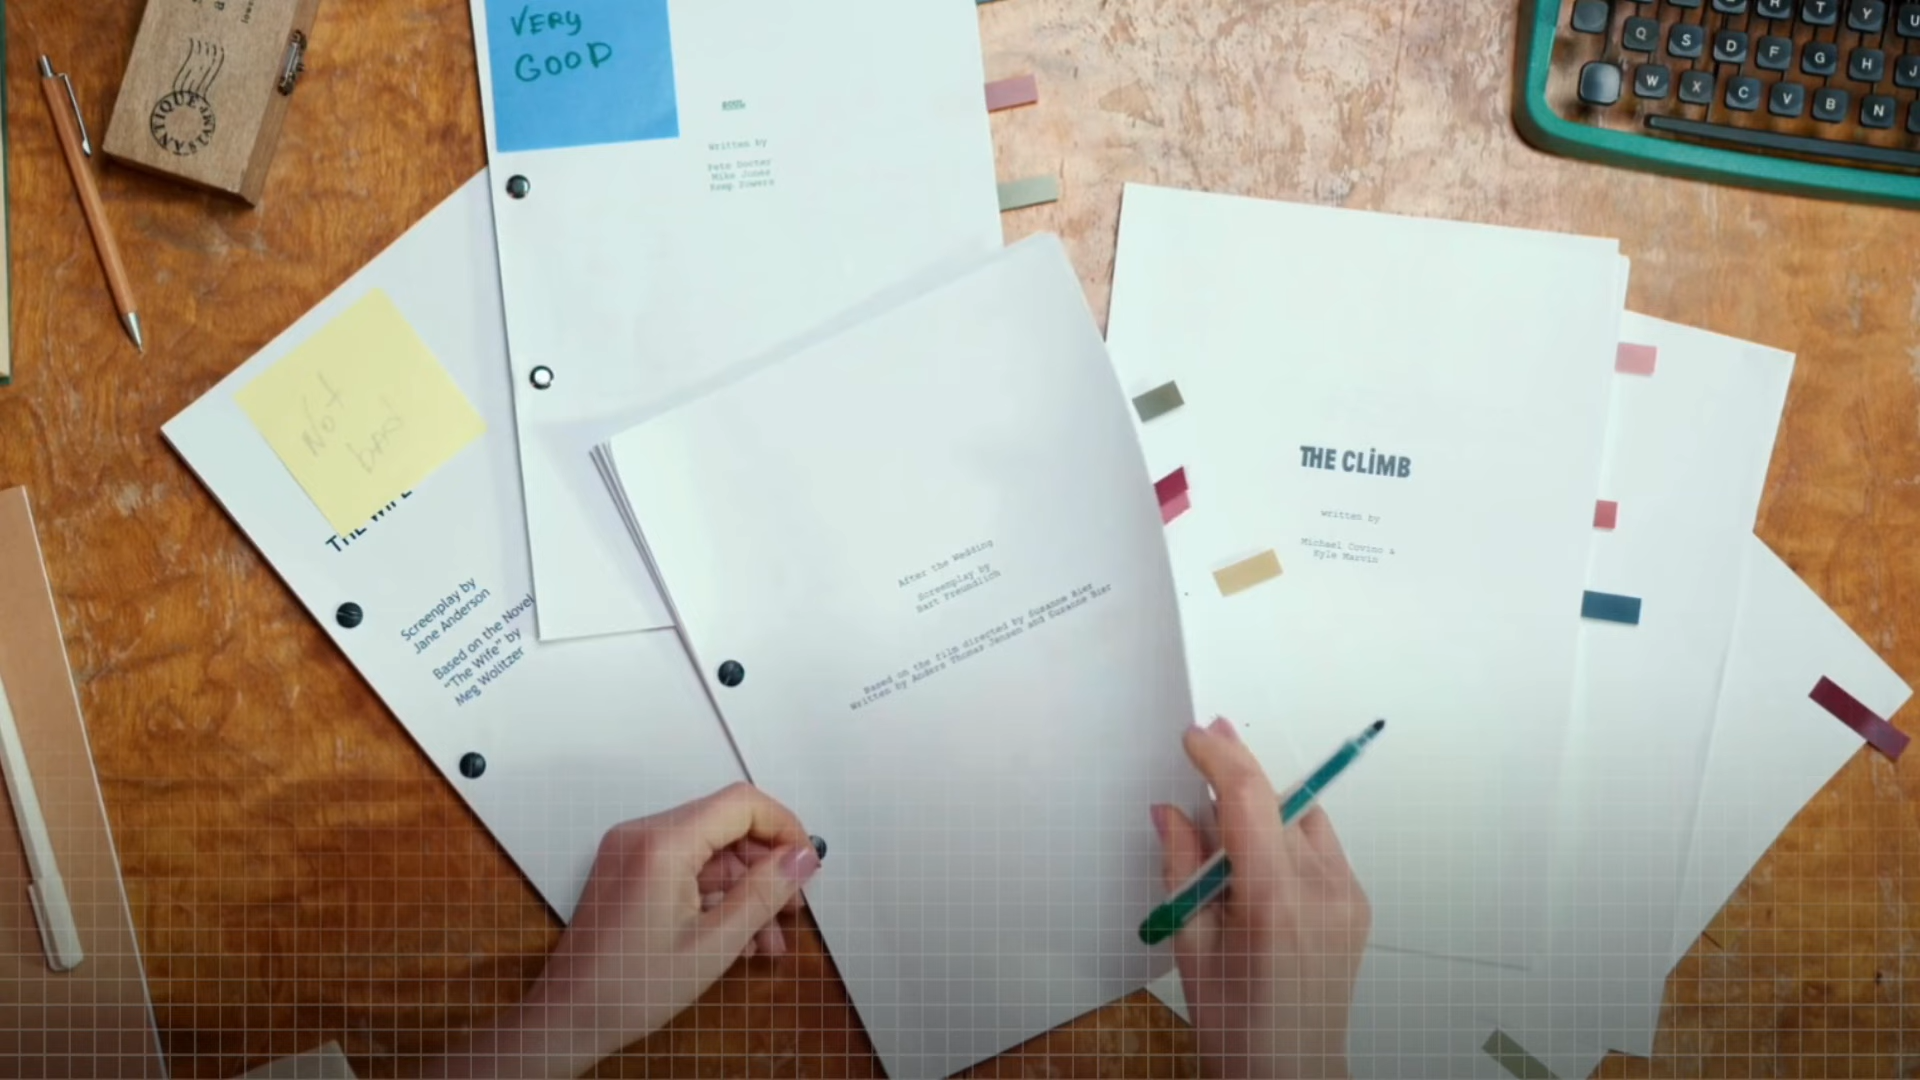 VERY
GOOD
Written by
Pete Docter
Mike Jones
Kemp Powers
Not
bad
THE WIFE
Screenplay by
Jane Anderson
Based on the Novel
"The Wife" by
Meg Wolitzer
After the Wedding
Screenplay by
Bart Freundlich
Based on the film directed by Susanne Bier
Written by Anders Thomas Jensen and Susanne Bier
THE CLiMB
written by
Michael Covino &
Kyle Marvin
ANTIQUE STAMPS
R T Y U
Q S D F G H J
W X C V B N